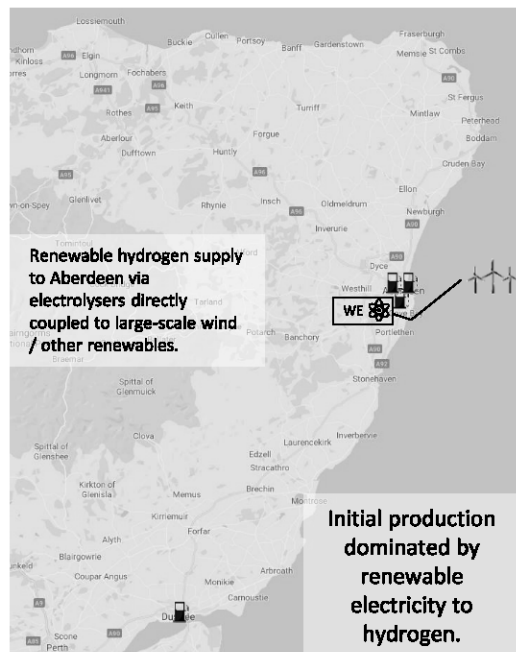 Lossiemouth
Cullen
Portsoy
Gardenstown
Fraserburgh
Buckie
Banff
Elgin
Memsie
St Combs
Kinloss
Longmorn
Fochabers
St Fergus
Rothes
Keith
Turriff
Mintlaw
Peterhead
Aberlour
Forgue
Boddam
Dufftown
Huntly
Cruden Bay
Ellon
Glenlivet
Rhynie
Insch
Oldmeldrum
Newburgh
Inverurie
Dyce
Renewable hydrogen supply
to Aberdeen via
electrolysers directly
coupled to large-scale wind
/ other renewables.
Westhill
WE
Tarland
Potarch
Banchory
Portlethen
Braemar
Stonehaven
Spittal of
Glenmuick
Spittal of
Glenshee
Clova
Inverbervie
Laurencekirk
Edzell
Stracathro
Kirkton of
Glenisla
Memus
Brechin
Montrose
Kirriemuir
Initial production
dominated by
renewable
electricity to
hydrogen.
Forfar
Alyth
Blairgowrie
Coupar Angus
Arbroath
Monikie
Carnoustie
Scone
Perth